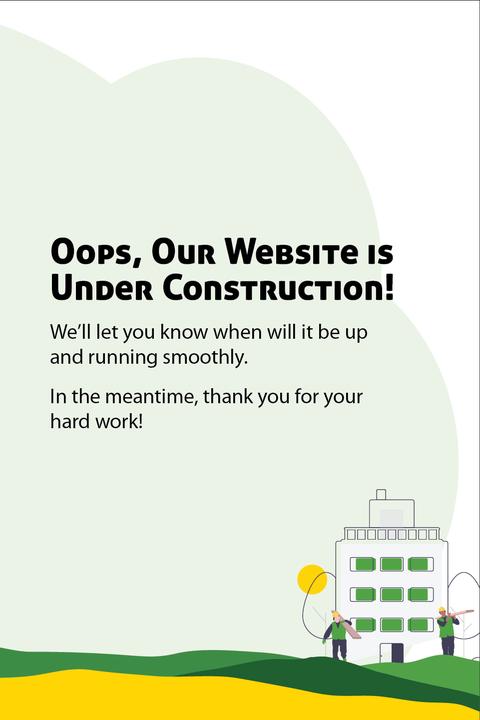 Oops, Our Website is
Under Construction!
We'll let you know when will it be up
and running smoothly.
In the meantime, thank you for your
hard work!